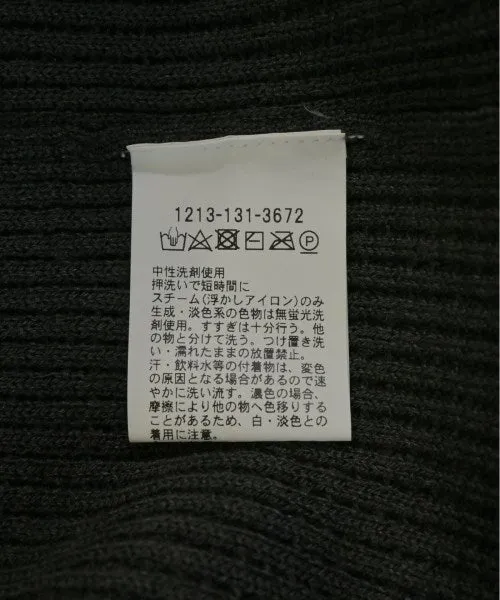 1213-131-3672
中性洗剤使用
押洗いで短時間に
スチーム(浮かしアイロン)のみ
生成・淡色系の色物は無蛍光洗
剤使用。すすぎは十分行う。他
の物と分けて洗う。つけ置き洗
い・濡れたままの放置禁止。
汗・飲料水等の付着物は、変色
の原因となる場合があるので速
やかに洗い流す。濃色の場合、
摩擦により他の物へ色移りする
ことがあるため、白・淡色との
着用に注意。